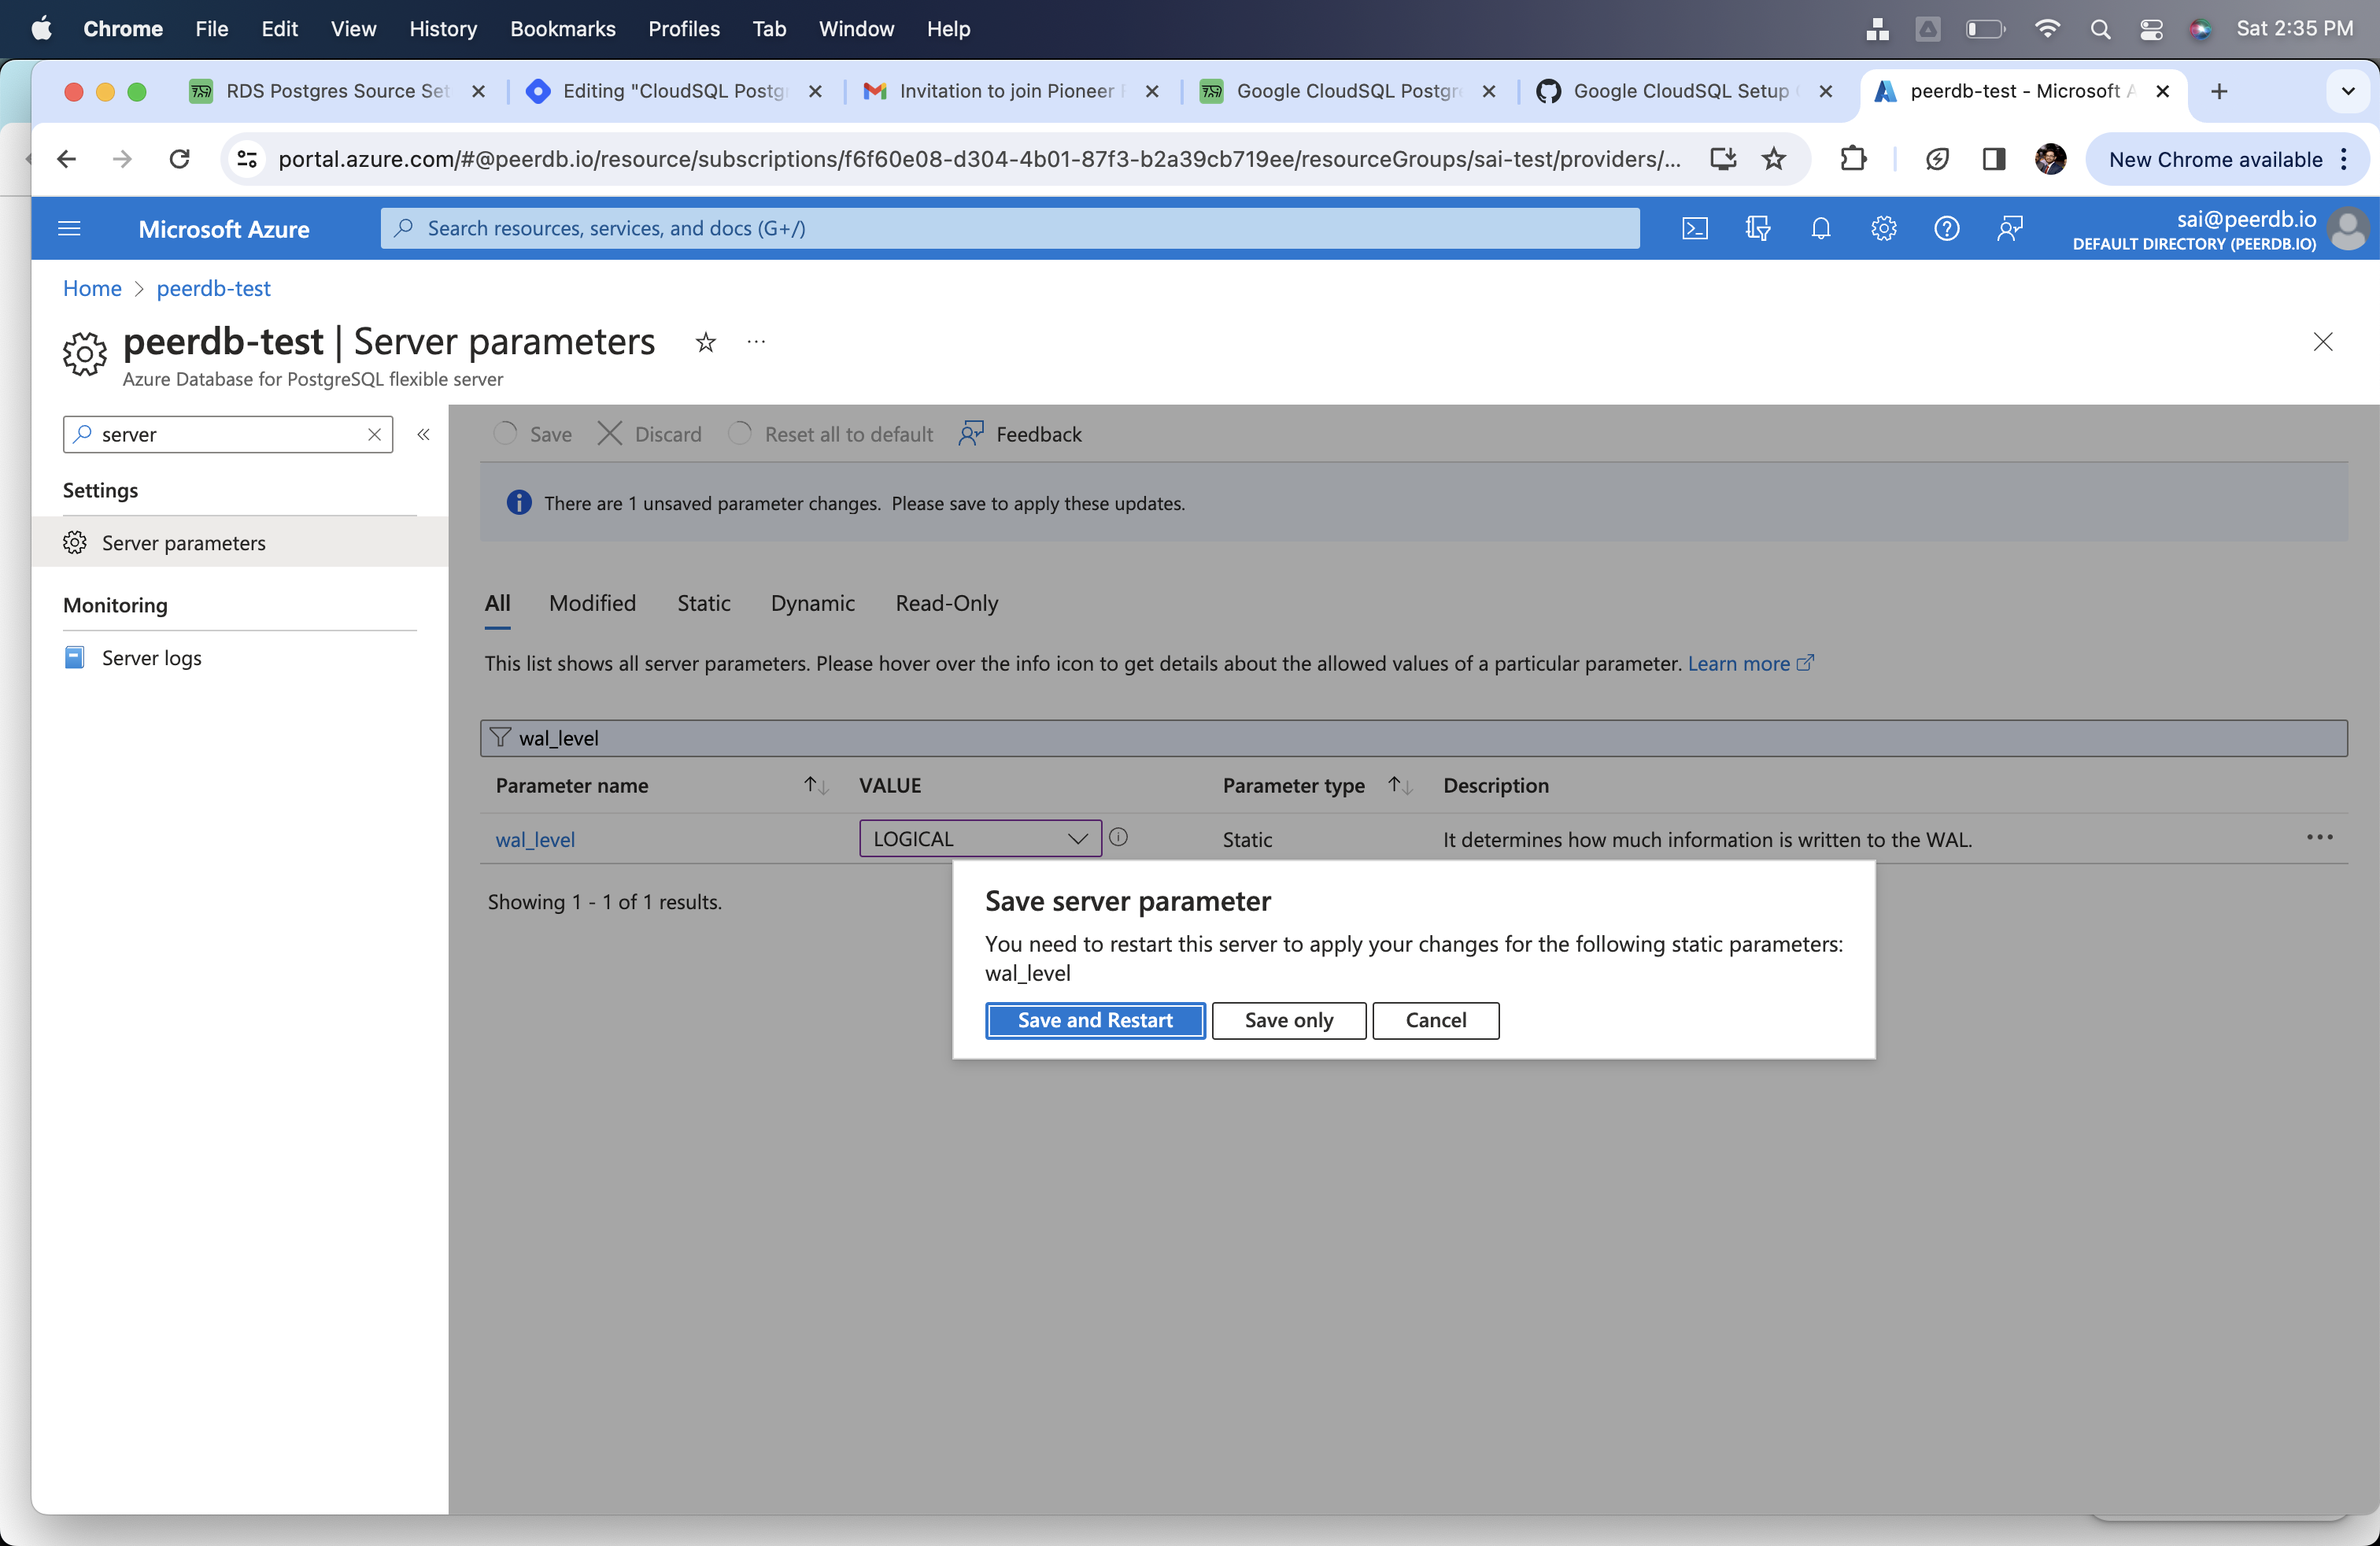 Chrome File Edit View History Bookmarks Profiles Tab Window Help Sat 2:35 PM
RDS Postgres Source Set Editing "CloudSQL Postg Invitation to join Pioneer Google CloudSQL Postgre Google CloudSQL Setup peerdb-test - Microsoft A
portal.azure.com/#@peerdb.io/resource/subscriptions/f6f60e08-d304-4b01-87f3-b2a39cb719ee/resourceGroups/sai-test/providers/... New Chrome available
Microsoft Azure Search resources, services, and docs (G+/) sai@peerdb.io
DEFAULT DIRECTORY (PEERDB.IO)
Home > peerdb-test
peerdb-test | Server parameters
Azure Database for PostgreSQL flexible server
server
Settings
Server parameters
Monitoring
Server logs
Save Discard Reset all to default Feedback
There are 1 unsaved parameter changes. Please save to apply these updates.
All Modified Static Dynamic Read-Only
This list shows all server parameters. Please hover over the info icon to get details about the allowed values of a particular parameter. Learn more
wal_level
Parameter name VALUE Parameter type Description
wal_level LOGICAL Static It determines how much information is written to the WAL.
Showing 1 - 1 of 1 results.
Save server parameter
You need to restart this server to apply your changes for the following static parameters:
wal_level
Save and Restart Save only Cancel